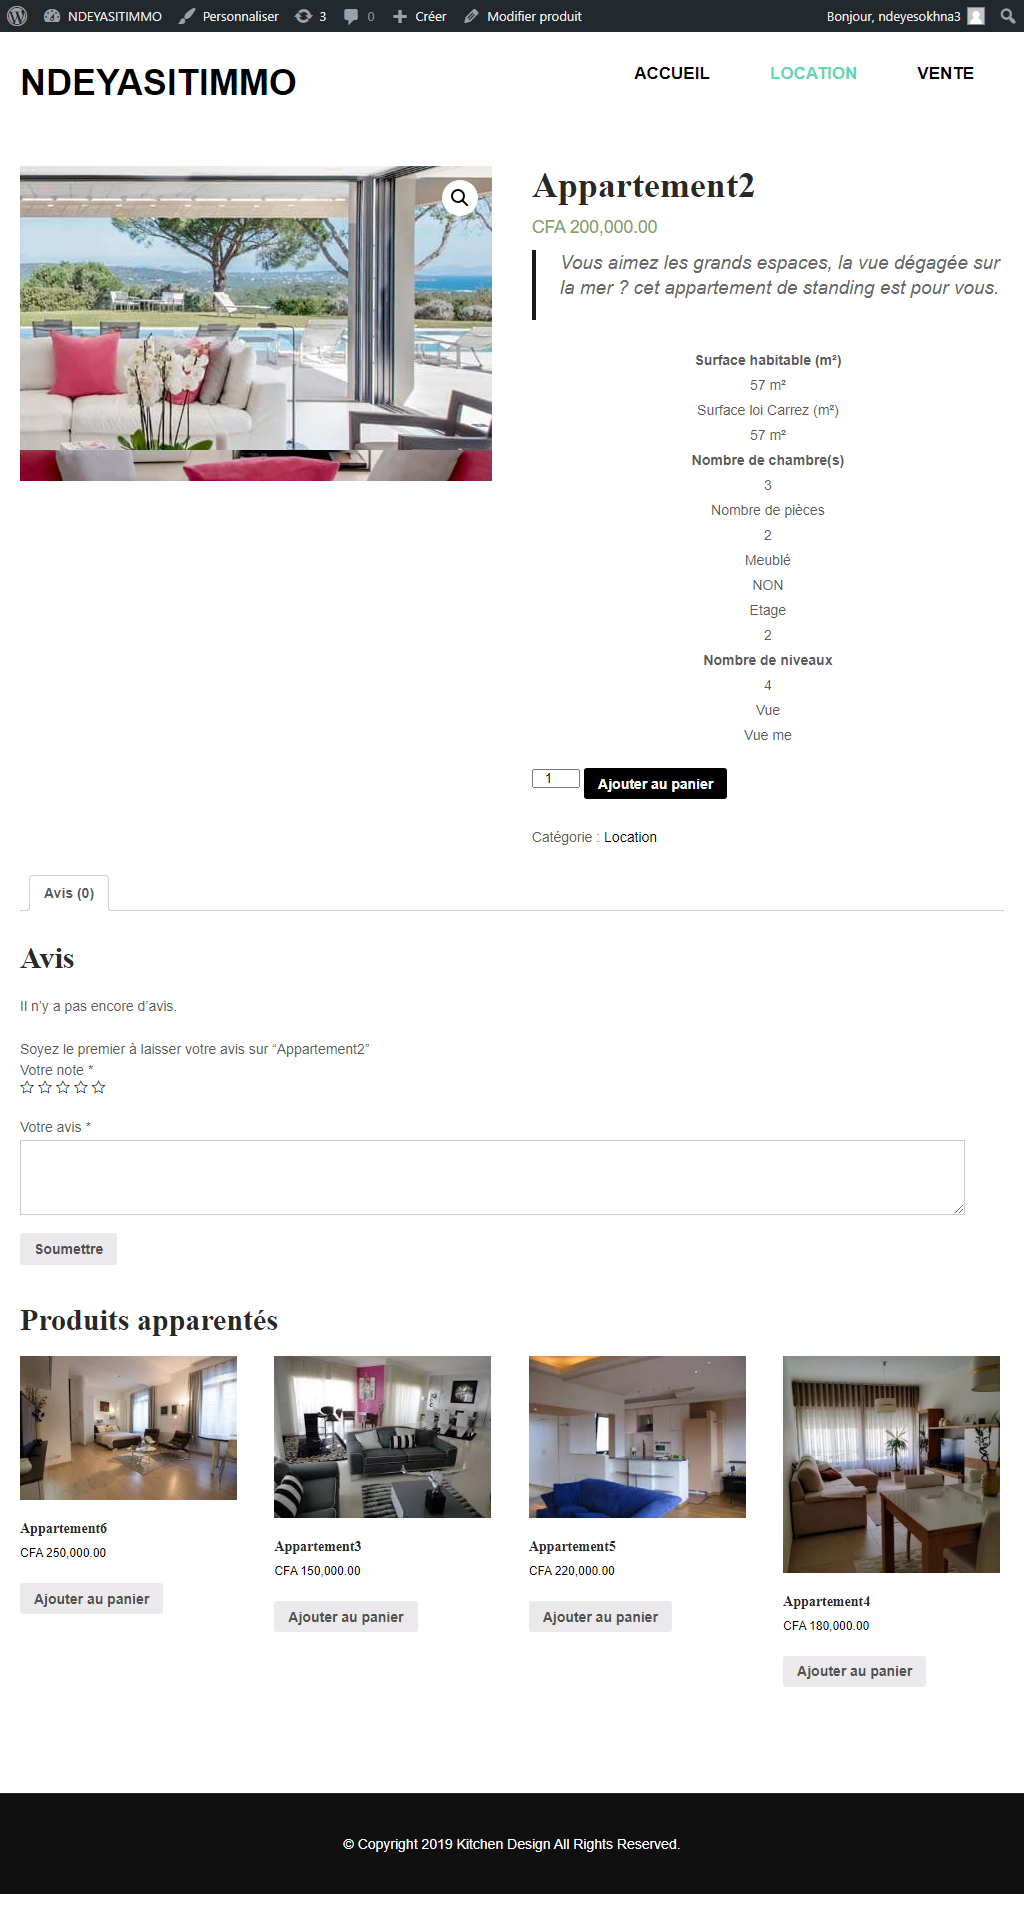 NDEYASITIMMO Personnaliser 3 0 Créer Modifier produit Bonjour, ndeyesokhna3
NDEYASITIMMO
ACCUEIL LOCATION VENTE
Appartement2
CFA 200,000.00
Vous aimez les grands espaces, la vue dégagée sur
la mer ? cet appartement de standing est pour vous.
Surface habitable (m²)
57 m²
Surface loi Carrez (m²)
57 m²
Nombre de chambre(s)
3
Nombre de pièces
2
Meublé
NON
Etage
2
Nombre de niveaux
4
Vue
Vue me
1 Ajouter au panier
Catégorie : Location
Avis (0)
Avis
Il n’y a pas encore d’avis.
Soyez le premier à laisser votre avis sur “Appartement2”
Votre note *
Votre avis *
Soumettre
Produits apparentés
Appartement6
CFA 250,000.00
Ajouter au panier
Appartement3
CFA 150,000.00
Ajouter au panier
Appartement5
CFA 220,000.00
Ajouter au panier
Appartement4
CFA 180,000.00
Ajouter au panier
© Copyright 2019 Kitchen Design All Rights Reserved.